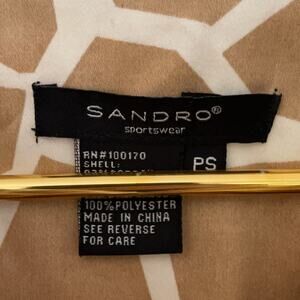 SANDRO®
sportswear
RN#100170
SHELL:
PS
100%POLYESTER
MADE IN CHINA
SEE REVERSE
FOR CARE